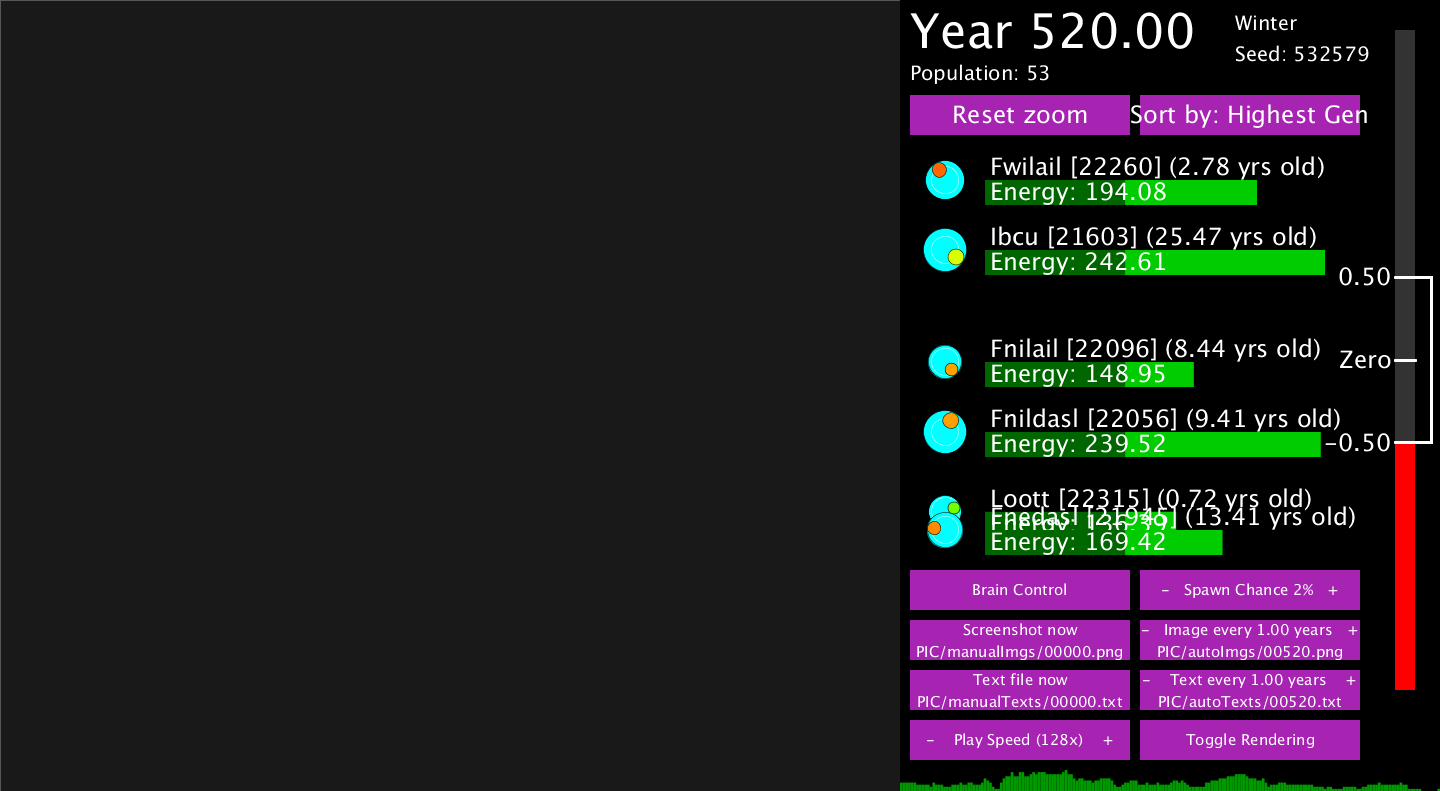 Year 520.00
Winter
Seed: 532579
Population: 53
Reset zoom
Sort by: Highest Gen
Fwilail [22260] (2.78 yrs old)
Energy: 194.08
Ibcu [21603] (25.47 yrs old)
Energy: 242.61
0.50
Fnilail [22096] (8.44 yrs old)
Zero
Energy: 148.95
Fnildasl [22056] (9.41 yrs old)
Energy: 239.52
-0.50
Loott [22315] (0.72 yrs old)
Fnedasl [21945] (13.41 yrs old)
Energy:
Energy: 169.42
Brain Control
- Spawn Chance 2% +
Screenshot now
PIC/manualImgs/00000.png
- Image every 1.00 years +
PIC/autoImgs/00520.png
Text file now
PIC/manualTexts/00000.txt
- Text every 1.00 years +
PIC/autoTexts/00520.txt
- Play Speed (128x) +
Toggle Rendering